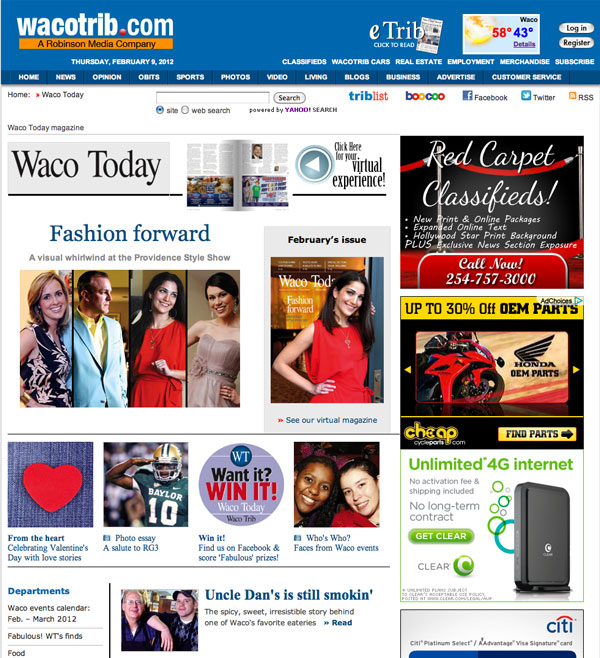 wacotrib.com
A Robinson Media Company
e Trib
CLICK TO READ
Waco
58° 43°
Details
Log in
or
Register
THURSDAY, FEBRUARY 9, 2012
CLASSIFIEDS WACOTRIB CARS REAL ESTATE EMPLOYMENT MERCHANDISE SUBSCRIBE
HOME NEWS OPINION OBITS SPORTS PHOTOS VIDEO LIVING BLOGS BUSINESS ADVERTISE CUSTOMER SERVICE
Home: » Waco Today
Search
site web search
powered by YAHOO! SEARCH
triblist
boocoo
Facebook
Twitter
RSS
Waco Today magazine
Waco Today
Click Here
for your
virtual
experience!
Fashion forward
A visual whirlwind at the Providence Style Show
February's issue
Waco Today
Fashion
forward
» See our virtual magazine
Red Carpet
Classifieds!
• New Print & Online Packages
• Expanded Online Text
• Hollywood Star Print Background
PLUS Exclusive News Section Exposure
Call Now!
254-757-3000
UP TO 30% Off OEM PARTS
AdChoices
HONDA
OEM PARTS
cheap
cycleparts.com
FIND PARTS
BAYLOR
10
WT
Want it?
WIN IT!
Waco Today
Waco Trib
From the heart
Celebrating Valentine's
Day with love stories
Photo essay
A salute to RG3
Win it!
Find us on Facebook &
score 'Fabulous' prizes!
Who's Who?
Faces from Waco events
Unlimited* 4G internet
No activation fee &
shipping included
No long-term
contract
GET CLEAR
CLEAR
CLEAR
* UNLIMITED PLANS SUBJECT
TO CLEAR'S ACCEPTABLE USE POLICY,
POSTED AT WWW.CLEAR.COM/LEGAL/AUP.
Departments
Waco events calendar:
Feb. – March 2012
Fabulous! WT's finds
Food
Uncle Dan's is still smokin'
The spicy, sweet, irresistible story behind
one of Waco's favorite eateries » Read
citi
Citi® Platinum Select® / AAdvantage® Visa Signature® card